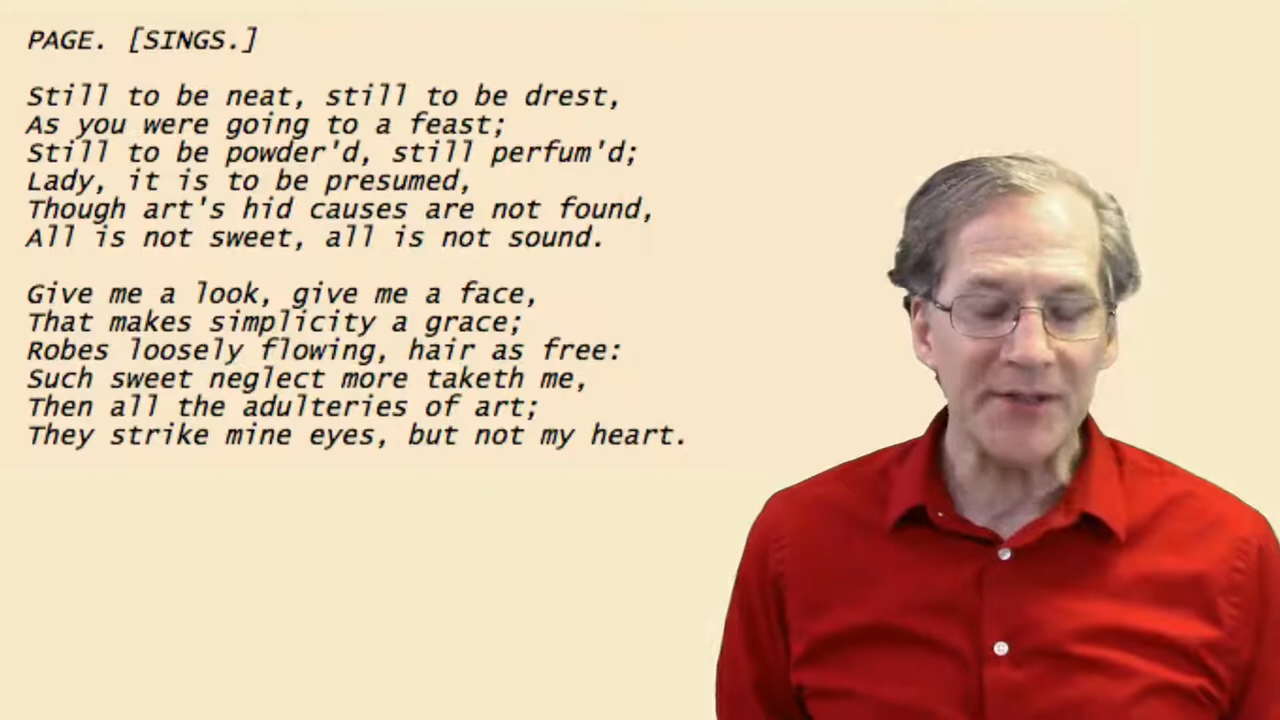 PAGE. [SINGS.]
Still to be neat, still to be drest,
As you were going to a feast;
Still to be powder'd, still perfum'd;
Lady, it is to be presumed,
Though art's hid causes are not found,
All is not sweet, all is not sound.
Give me a look, give me a face,
That makes simplicity a grace;
Robes loosely flowing, hair as free:
Such sweet neglect more taketh me,
Then all the adulteries of art;
They strike mine eyes, but not my heart.